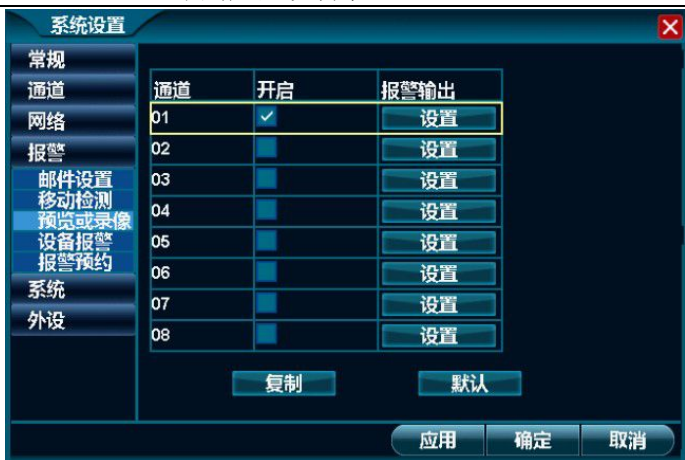 系统设置
常规
通道
网络
报警
邮件设置
移动检测
预览或录像
设备报警
报警预约
系统
外设
通道 开启 报警输出
01 设置
02 设置
03 设置
04 设置
05 设置
06 设置
07 设置
08 设置
复制 默认
应用 确定 取消